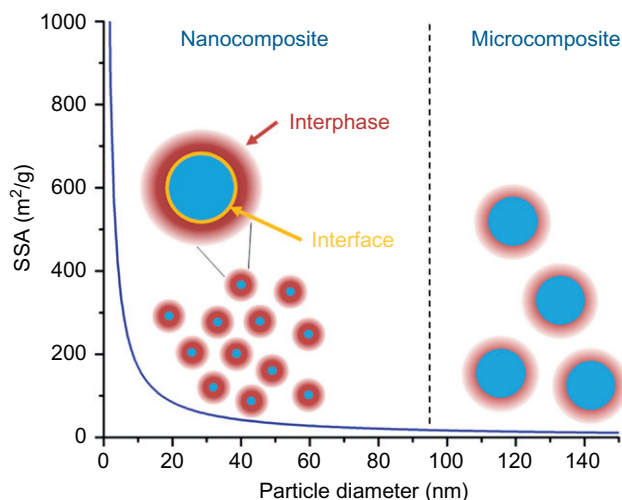 Nanocomposite
Microcomposite
Interphase
Interface
SSA (m²/g)
1000
800
600
400
200
0
0
20
40
60
80
100
120
140
Particle diameter (nm)